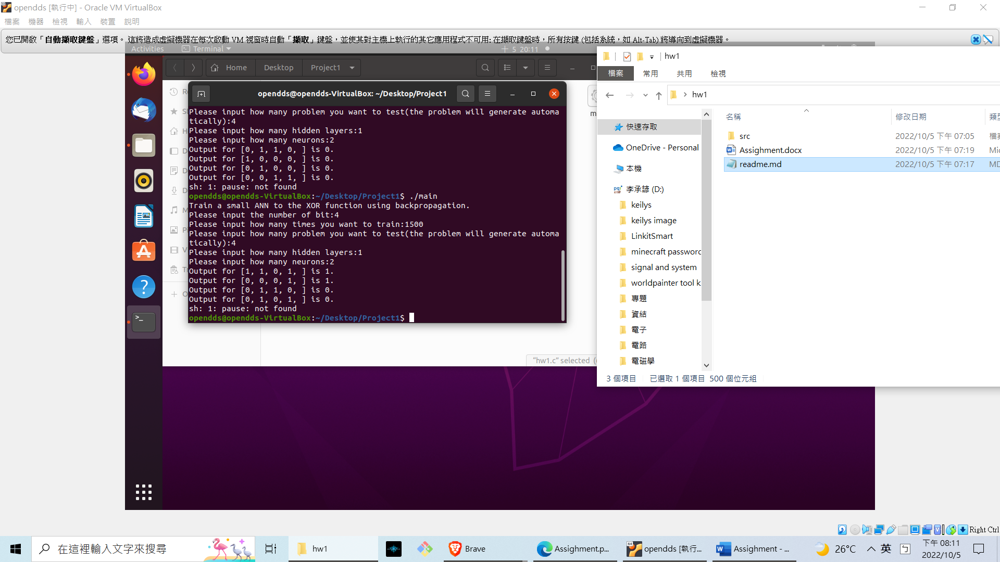 opendds [執行中] - Oracle VM VirtualBox
檔案 機器 檢視 輸入 裝置 說明
您已開啟「自動擷取鍵盤」選項。這將造成虛擬機器在每次啟動 VM 視窗時自動「擷取」鍵盤，並使其對主機上執行的其它應用程式不可用: 在擷取鍵盤時，所有按鍵 (包括系統，如 Alt-Tab) 將導向到虛擬機器。
Activities Terminal 5 20:11
Home Desktop Project1
opendds@opendds-VirtualBox: ~/Desktop/Project1
Please input how many problem you want to test(the problem will generate automa
tically):4
Please input how many hidden layers:1
Please input how many neurons:2
Output for [0, 1, 1, 0, ] is 0.
Output for [1, 0, 0, 0, ] is 0.
Output for [0, 1, 0, 0, ] is 0.
Output for [0, 0, 1, 1, ] is 0.
sh: 1: pause: not found
opendds@opendds-VirtualBox:~/Desktop/Project1$ ./main
Train a small ANN to the XOR function using backpropagation.
Please input the number of bit:4
Please input how many times you want to train:1500
Please input how many problem you want to test(the problem will generate automa
tically):4
Please input how many hidden layers:1
Please input how many neurons:2
Output for [1, 1, 0, 1, ] is 1.
Output for [0, 0, 0, 1, ] is 1.
Output for [0, 1, 1, 0, ] is 0.
Output for [0, 1, 0, 1, ] is 0.
sh: 1: pause: not found
opendds@opendds-VirtualBox:~/Desktop/Project1$
"hw1.c" selected
hw1
檔案 常用 共用 檢視
hw1
名稱 修改日期
src 2022/10/5 下午 07:05
Assighment.docx 2022/10/5 下午 07:19
readme.md 2022/10/5 下午 07:17
快速存取
OneDrive - Personal
本機
李承諺 (D:)
keilys
keilys image
LinkitSmart
minecraft password
signal and system
worldpainter tool k
專題
資結
電子
電路
電磁學
3 個項目 已選取 1 個項目 500 個位元組
Right Ctrl
在這裡輸入文字來搜尋
hw1
Brave
Assighment.p...
opendds [執行...
Assighment - ...
26°C
英
下午 08:11
2022/10/5